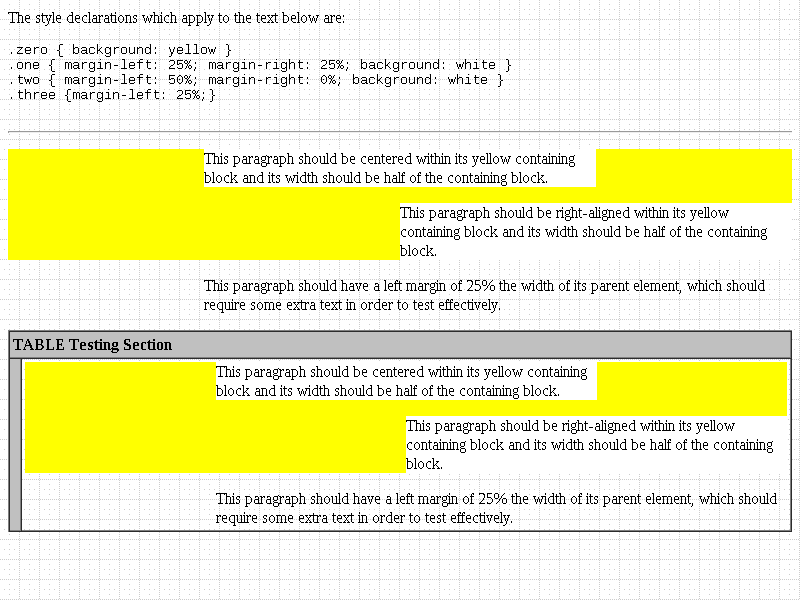 The style declarations which apply to the text below are:
.zero { background: yellow }
.one { margin-left: 25%; margin-right: 25%; background: white }
.two { margin-left: 50%; margin-right: 0%; background: white }
.three {margin-left: 25%;}
This paragraph should be centered within its yellow containing
block and its width should be half of the containing block.
This paragraph should be right-aligned within its yellow
containing block and its width should be half of the containing
block.
This paragraph should have a left margin of 25% the width of its parent element, which should
require some extra text in order to test effectively.
TABLE Testing Section
This paragraph should be centered within its yellow containing
block and its width should be half of the containing block.
This paragraph should be right-aligned within its yellow
containing block and its width should be half of the containing
block.
This paragraph should have a left margin of 25% the width of its parent element, which should
require some extra text in order to test effectively.